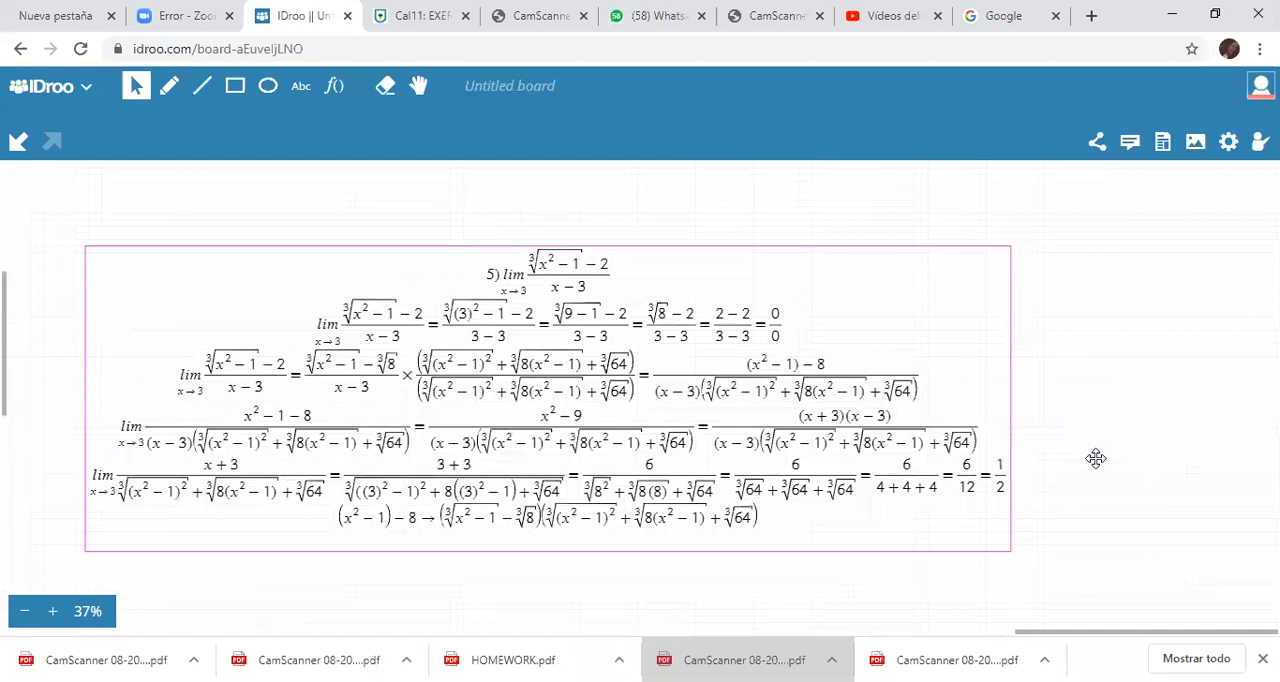 Nueva pestaña × Error - Zoo × IDroo || Un × Cal11: EXER × CamScanne × (58) Whats × CamScanne × Vídeos del × Google × +
idroo.com/board-aEuveljLNO
IDroo Abc f() Untitled board
5) lim x→3 (∛(x² − 1) − 2)/(x − 3)
lim x→3 (∛(x² − 1) − 2)/(x − 3) = (∛((3)² − 1) − 2)/(3 − 3) = (∛(9 − 1) − 2)/(3 − 3) = (∛8 − 2)/(3 − 3) = (2 − 2)/(3 − 3) = 0/0
lim x→3 (∛(x² − 1) − 2)/(x − 3) = (∛(x² − 1) − ∛8)/(x − 3) × (∛(x² − 1)² + ∛8(x² − 1) + ∛64)/(∛(x² − 1)² + ∛8(x² − 1) + ∛64) = ((x² − 1) − 8)/((x − 3)(∛(x² − 1)² + ∛8(x² − 1) + ∛64))
lim x→3 (x² − 1 − 8)/((x − 3)(∛(x² − 1)² + ∛8(x² − 1) + ∛64)) = (x² − 9)/((x − 3)(∛(x² − 1)² + ∛8(x² − 1) + ∛64)) = ((x + 3)(x − 3))/((x − 3)(∛(x² − 1)² + ∛8(x² − 1) + ∛64))
lim x→3 (x + 3)/(∛(x² − 1)² + ∛8(x² − 1) + ∛64) = (3 + 3)/(∛(((3)² − 1)² + 8((3)² − 1) + ∛64)) = 6/(∛8² + ∛8(8) + ∛64) = 6/(∛64 + ∛64 + ∛64) = 6/(4 + 4 + 4) = 6/12 = 1/2
(x² − 1) − 8 → (∛(x² − 1) − ∛8)(∛(x² − 1)² + ∛8(x² − 1) + ∛64)
− + 37%
CamScanner 08-20....pdf CamScanner 08-20....pdf HOMEWORK.pdf CamScanner 08-20....pdf CamScanner 08-20....pdf Mostrar todo ×